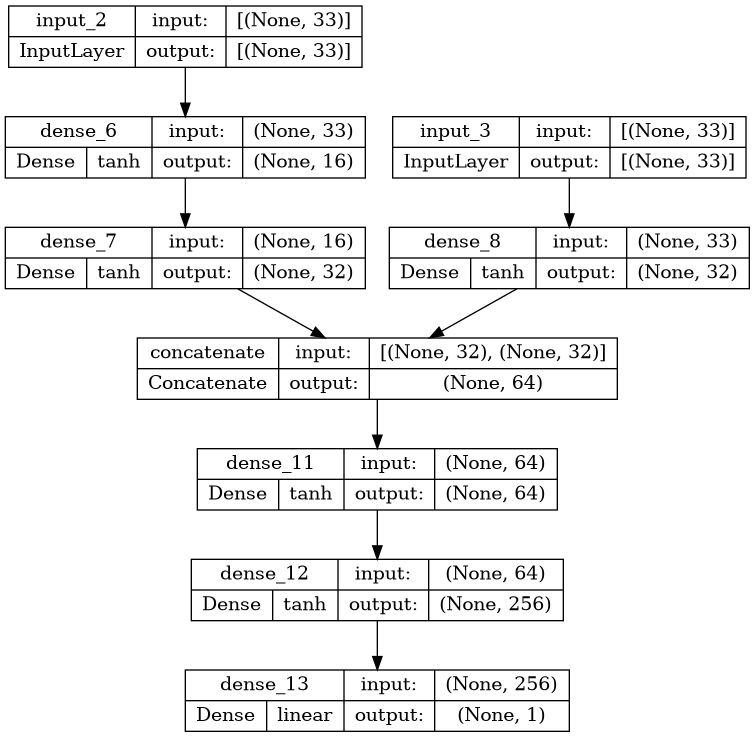 input_2 input: [(None, 33)]
InputLayer output: [(None, 33)]
dense_6 input: (None, 33)
Dense tanh output: (None, 16)
input_3 input: [(None, 33)]
InputLayer output: [(None, 33)]
dense_7 input: (None, 16)
Dense tanh output: (None, 32)
dense_8 input: (None, 33)
Dense tanh output: (None, 32)
concatenate input: [(None, 32), (None, 32)]
Concatenate output: (None, 64)
dense_11 input: (None, 64)
Dense tanh output: (None, 64)
dense_12 input: (None, 64)
Dense tanh output: (None, 256)
dense_13 input: (None, 256)
Dense linear output: (None, 1)